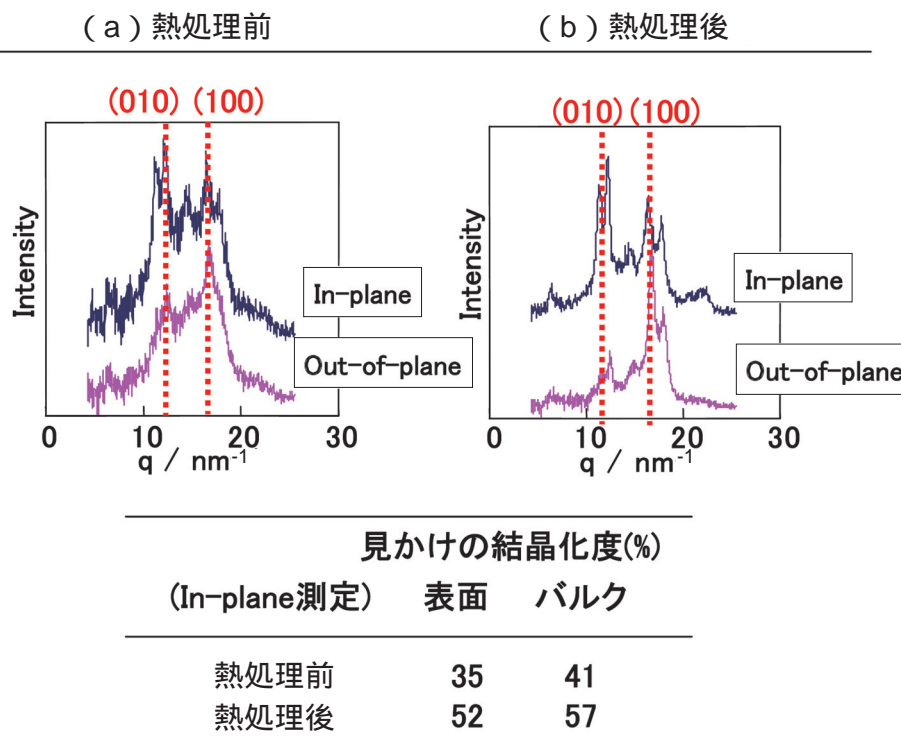 (a)熱処理前
(b)熱処理後
(010) (100)
(010)(100)
Intensity
In-plane
Out-of-plane
0 10 20 30
q / nm⁻¹
Intensity
In-plane
Out-of-plane
0 10 20 30
q / nm⁻¹
見かけの結晶化度(%)
(In-plane測定) 表面 バルク
熱処理前 35 41
熱処理後 52 57